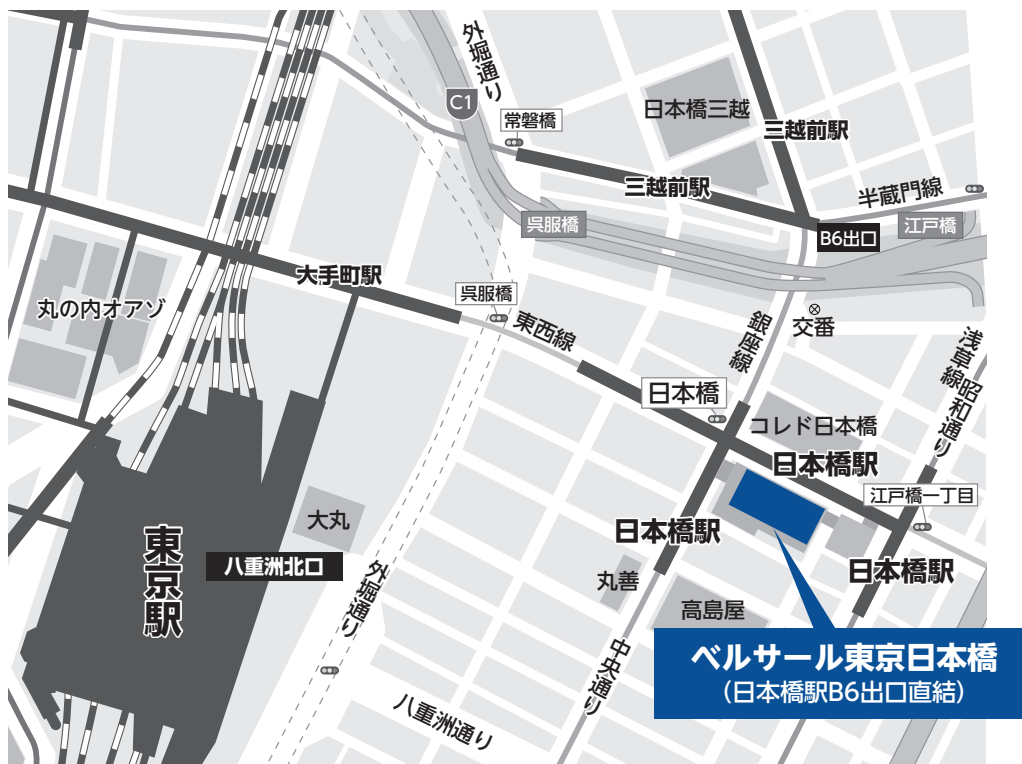 外堀通り
C1
常磐橋
日本橋三越
三越前駅
三越前駅
半蔵門線
呉服橋
B6出口
江戸橋
大手町駅
呉服橋
丸の内オアゾ
東西線
銀座線
交番
浅草線
昭和通り
日本橋
コレド日本橋
日本橋駅
江戸橋一丁目
大丸
日本橋駅
東京駅
八重洲北口
外堀通り
丸善
日本橋駅
高島屋
中央通り
ベルサール東京日本橋
(日本橋駅B6出口直結)
八重洲通り